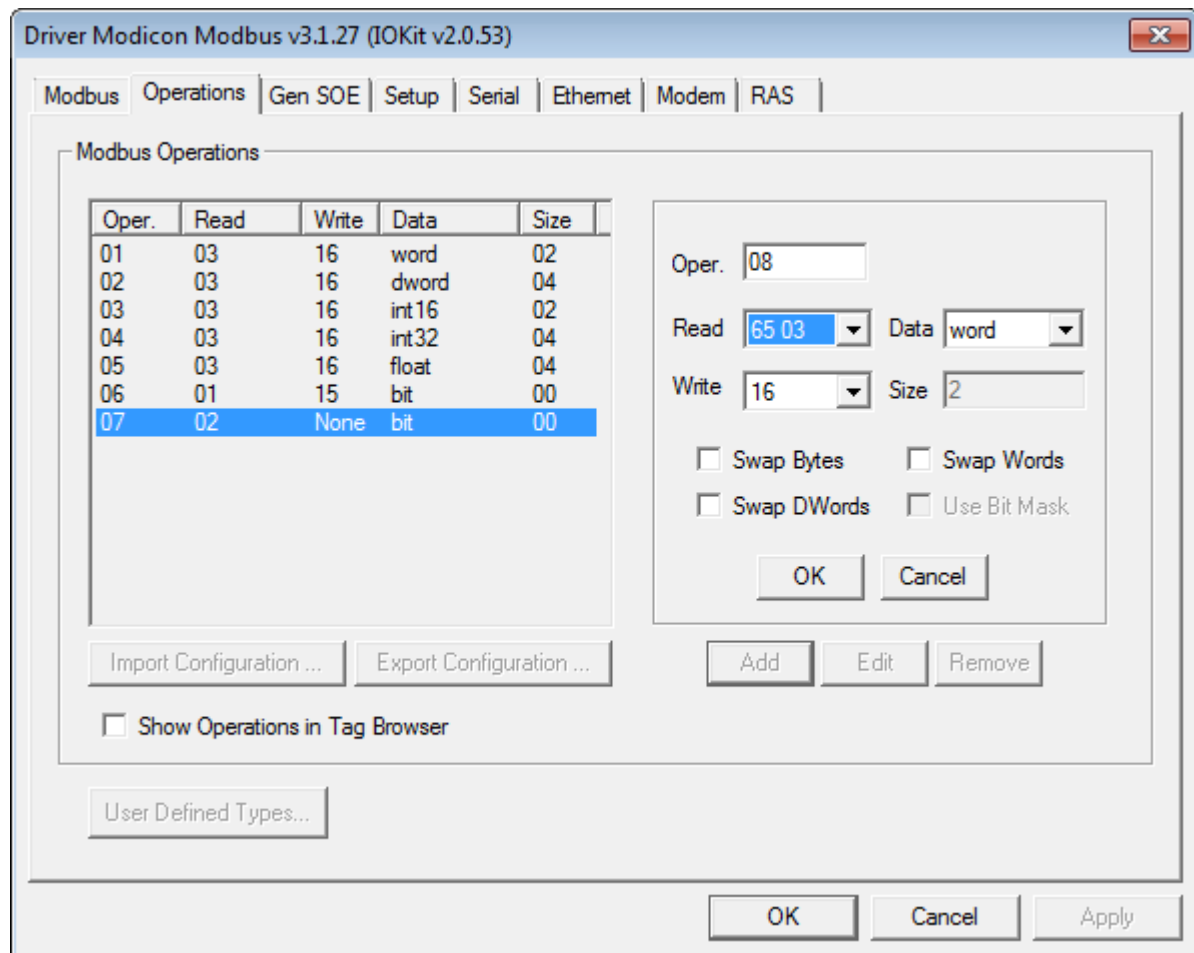 Driver Modicon Modbus v3.1.27 (IOKit v2.0.53)
Modbus Operations Gen SOE Setup Serial Ethernet Modem RAS
Modbus Operations
Oper. Read Write Data Size
01 03 16 word 02
02 03 16 dword 04
03 03 16 int16 02
04 03 16 int32 04
05 03 16 float 04
06 01 15 bit 00
07 02 None bit 00
Oper. 08
Read 65 03 Data word
Write 16 Size 2
Swap Bytes Swap Words
Swap DWords Use Bit Mask
OK Cancel
Import Configuration ... Export Configuration ... Add Edit Remove
Show Operations in Tag Browser
User Defined Types...
OK Cancel Apply